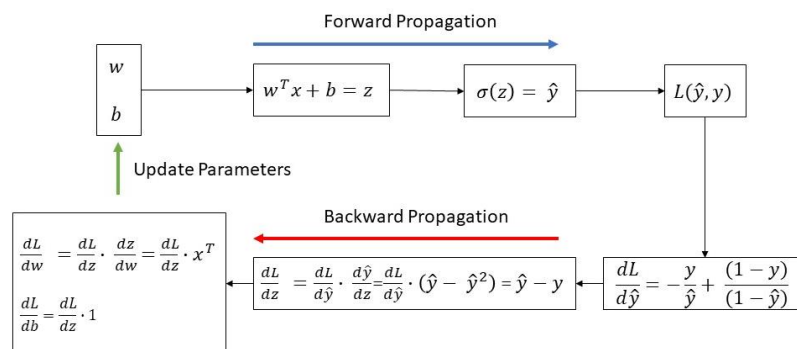 Forward Propagation
w
b
w^T x + b = z
σ(z) = ŷ
L(ŷ, y)
Update Parameters
Backward Propagation
dL/dw = dL/dz · dz/dw = dL/dz · x^T
dL/db = dL/dz · 1
dL/dz = dL/dŷ · dŷ/dz = dL/dŷ · (ŷ − ŷ²) = ŷ − y
dL/dŷ = − y/ŷ + (1 − y)/(1 − ŷ)